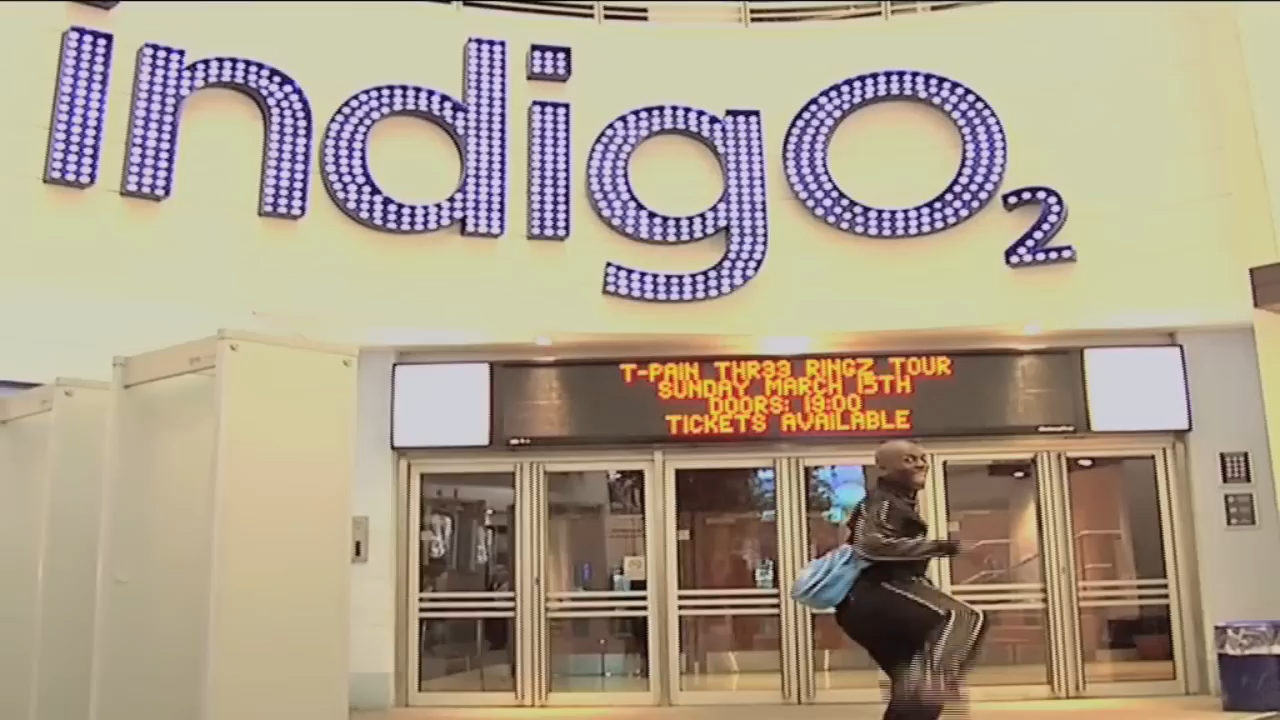 indigO2
T-PAIN THR33 RINGZ TOUR
SUNDAY MARCH 15TH
DOORS: 19:00
TICKETS AVAILABLE